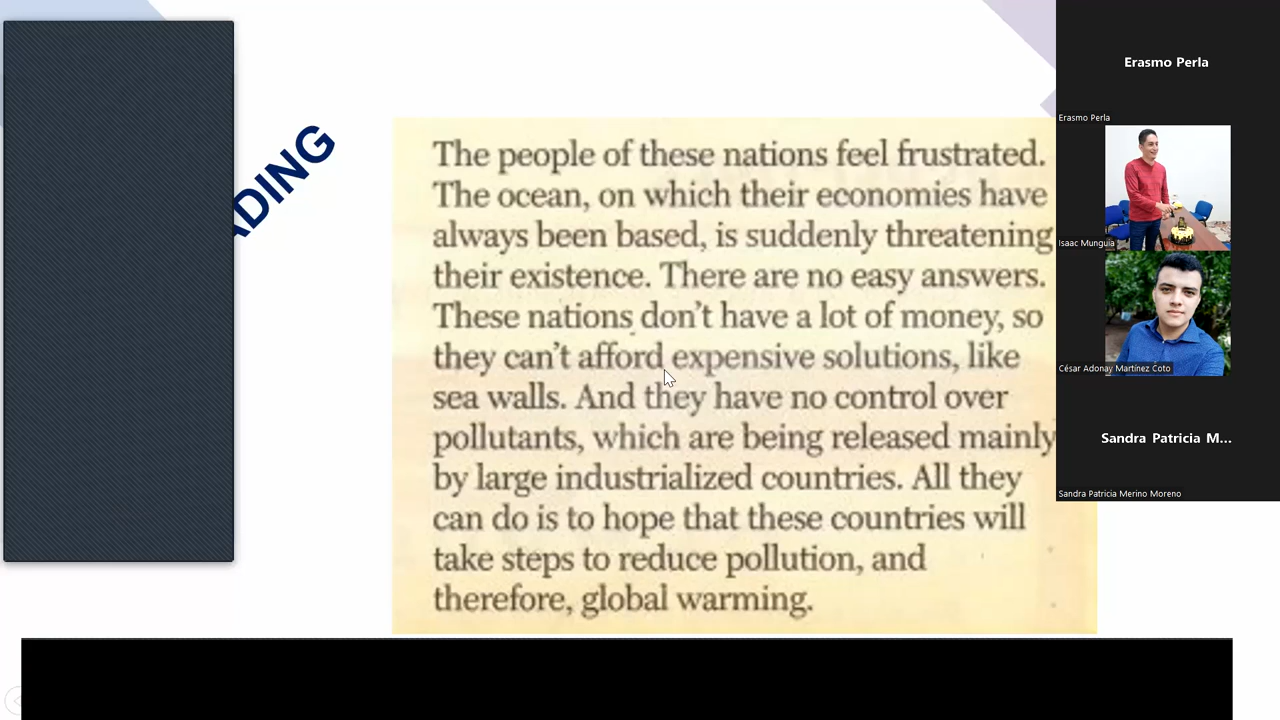 ADING
The people of these nations feel frustrated.
The ocean, on which their economies have
always been based, is suddenly threatening
their existence. There are no easy answers.
These nations don't have a lot of money, so
they can't afford expensive solutions, like
sea walls. And they have no control over
pollutants, which are being released mainly
by large industrialized countries. All they
can do is to hope that these countries will
take steps to reduce pollution, and
therefore, global warming.
Erasmo Perla
Erasmo Perla
Isaac Munguía
César Adonay Martínez Coto
Sandra Patricia M...
Sandra Patricia Merino Moreno